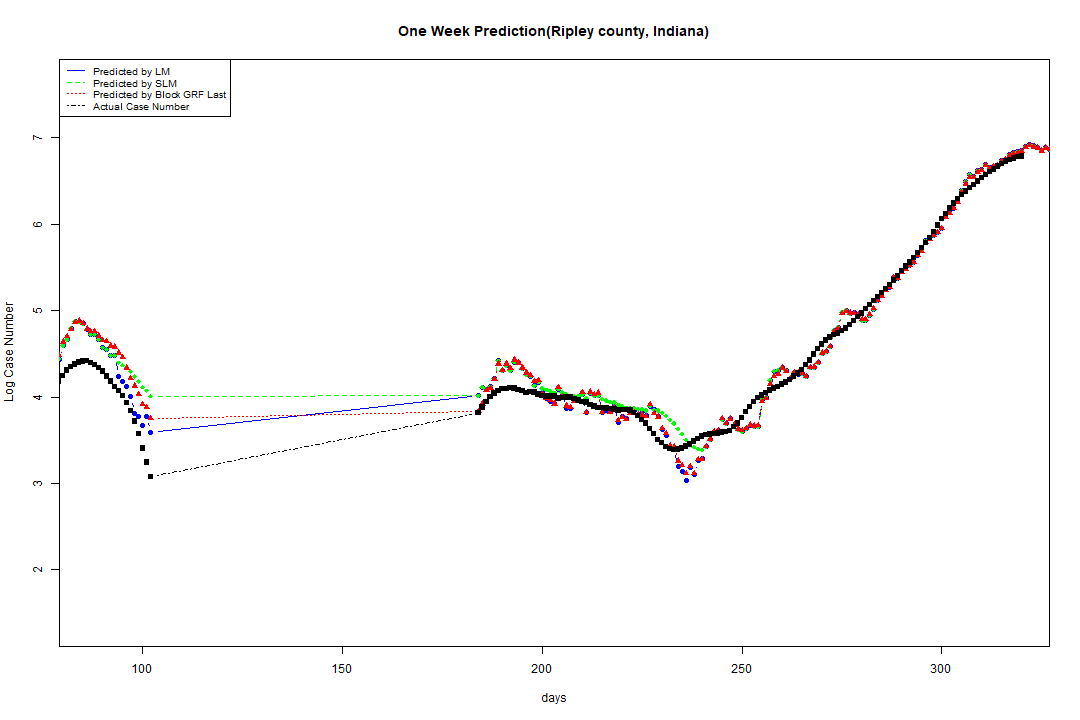 One Week Prediction(Ripley county, Indiana)
Predicted by LM
Predicted by SLM
Predicted by Block GRF Last
Actual Case Number
Log Case Number
7
6
5
4
3
2
100 150 200 250 300
days